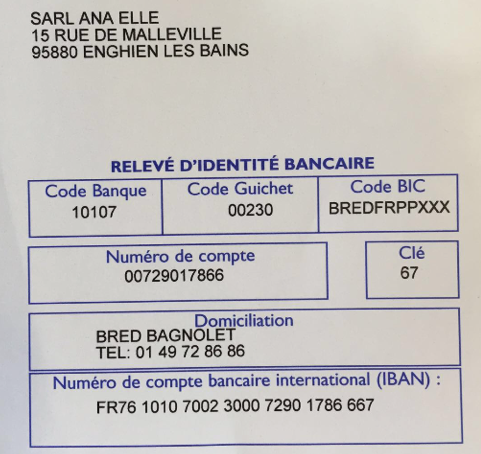 SARL ANA ELLE
15 RUE DE MALLEVILLE
95880 ENGHIEN LES BAINS
RELEVÉ D'IDENTITÉ BANCAIRE
Code Banque
10107
Code Guichet
00230
Code BIC
BREDFRPPXXX
Numéro de compte
00729017866
Clé
67
Domiciliation
BRED BAGNOLET
TEL: 01 49 72 86 86
Numéro de compte bancaire international (IBAN) :
FR76 1010 7002 3000 7290 1786 667